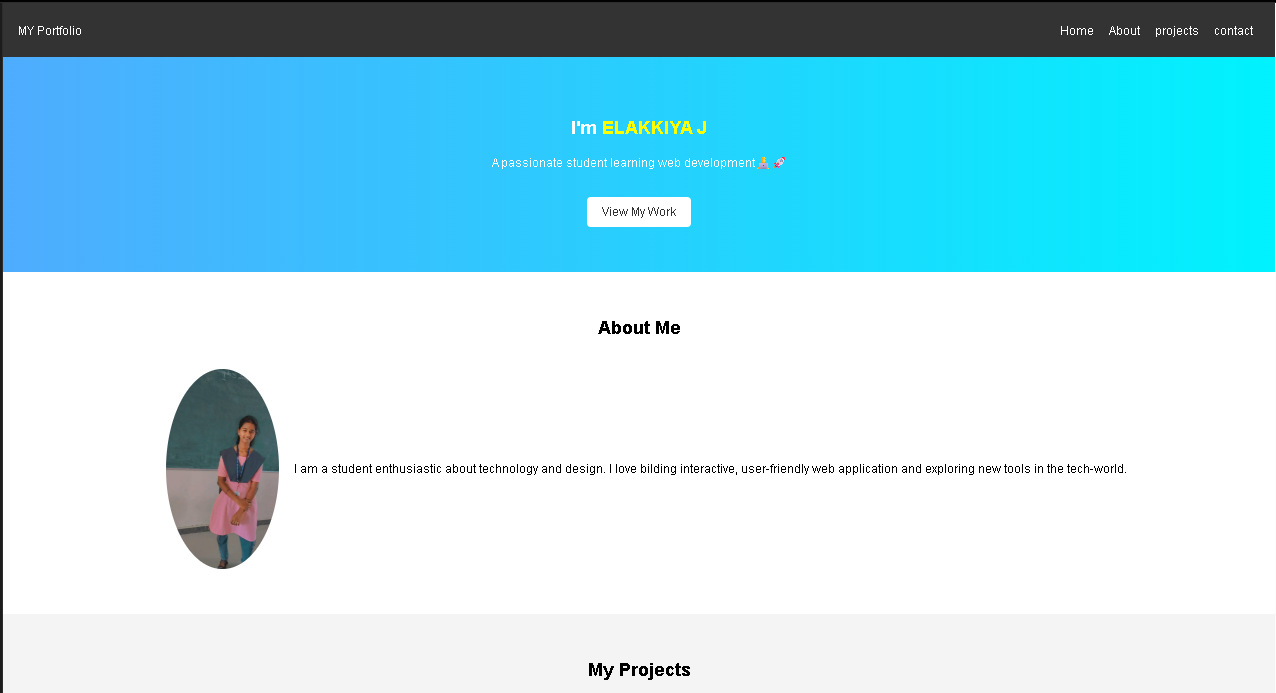 MY Portfolio
Home About projects contact
I'm ELAKKIYA J
A passionate student learning web development🧘🚀
View My Work
About Me
I am a student enthusiastic about technology and design. I love bilding interactive, user-friendly web application and exploring new tools in the tech-world.
My Projects